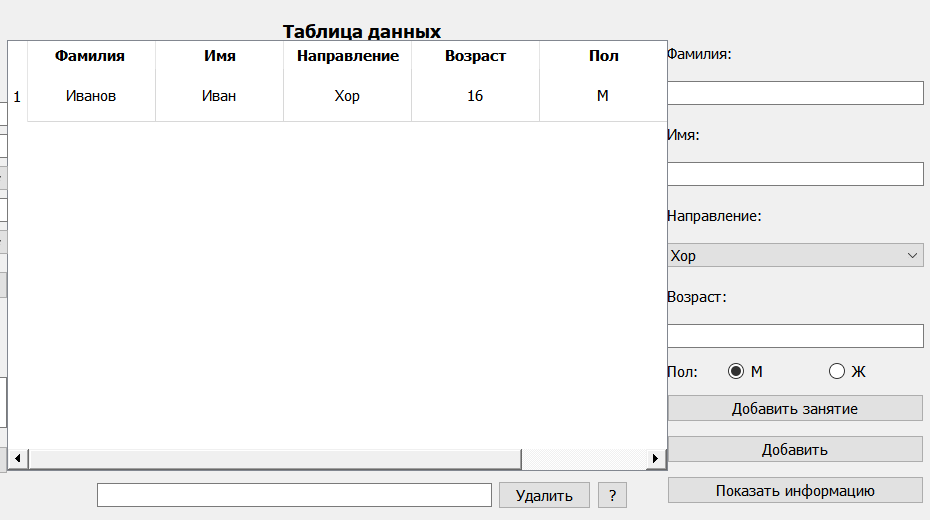 Таблица данных
Фамилия Имя Направление Возраст Пол
1 Иванов Иван Хор 16 М
Фамилия:
Имя:
Направление:
Хор
Возраст:
Пол: М Ж
Добавить занятие
Добавить
Показать информацию
Удалить ?